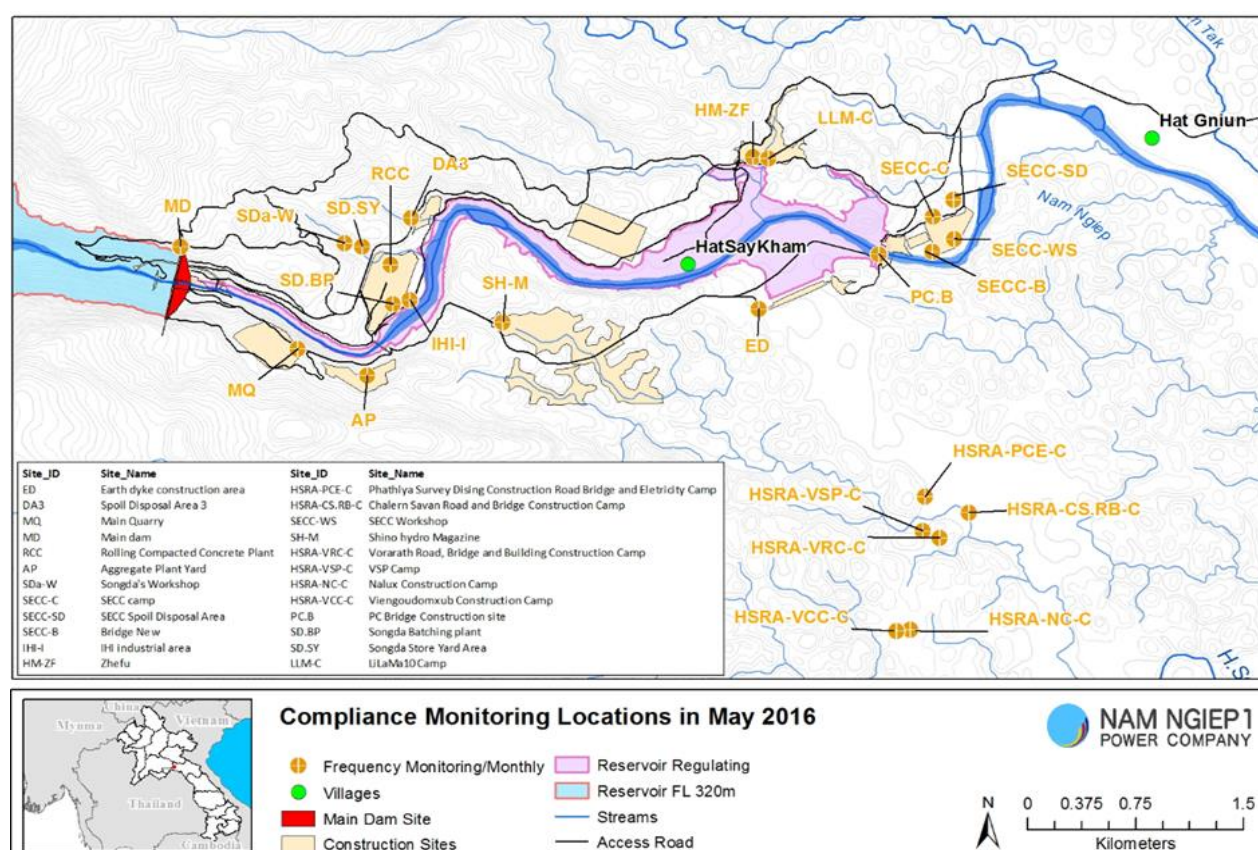 n Tak
HM-ZF
LLM-C
Hat Gniun
DA3
RCC
SECC-C
SECC-SD
MD
SDa-W
SD.SY
Nam Ngiep
HatSayKham
SECC-WS
SD.BP
SH-M
PC.B
SECC-B
IHI-I
ED
MQ
AP
HSRA-PCE-C
HSRA-VSP-C
HSRA-CS.RB-C
HSRA-VRC-C
HSRA-VCC-C
HSRA-NC-C
H.S
Site_ID Site_Name Site_ID Site_Name
ED Earth dyke construction area HSRA-PCE-C Phathiya Survey Dising Construction Road Bridge and Eletricity Camp
DA3 Spoil Disposal Area 3 HSRA-CS.RB-C Chalern Savan Road and Bridge Construction Camp
MQ Main Quarry SECC-WS SECC Workshop
MD Main dam SH-M Shino hydro Magazine
RCC Rolling Compacted Concrete Plant HSRA-VRC-C Vorarath Road, Bridge and Building Construction Camp
AP Aggregate Plant Yard HSRA-VSP-C VSP Camp
SDa-W Songda's Workshop HSRA-NC-C Nalux Construction Camp
SECC-C SECC camp HSRA-VCC-C Viengoudomxub Construction Camp
SECC-SD SECC Spoil Disposal Area PC.B PC Bridge Construction site
SECC-B Bridge New SD.BP Songda Batching plant
IHI-I IHI industrial area SD.SY Songda Store Yard Area
HM-ZF Zhefu LLM-C LiLaMa10 Camp
China
Mynma
Vietnam
Thailand
Cambodia
Compliance Monitoring Locations in May 2016
Frequency Monitoring/Monthly
Villages
Main Dam Site
Construction Sites
Reservoir Regulating
Reservoir FL 320m
Streams
Access Road
NAM NGIEP 1
POWER COMPANY
N
0 0.375 0.75 1.5
Kilometers